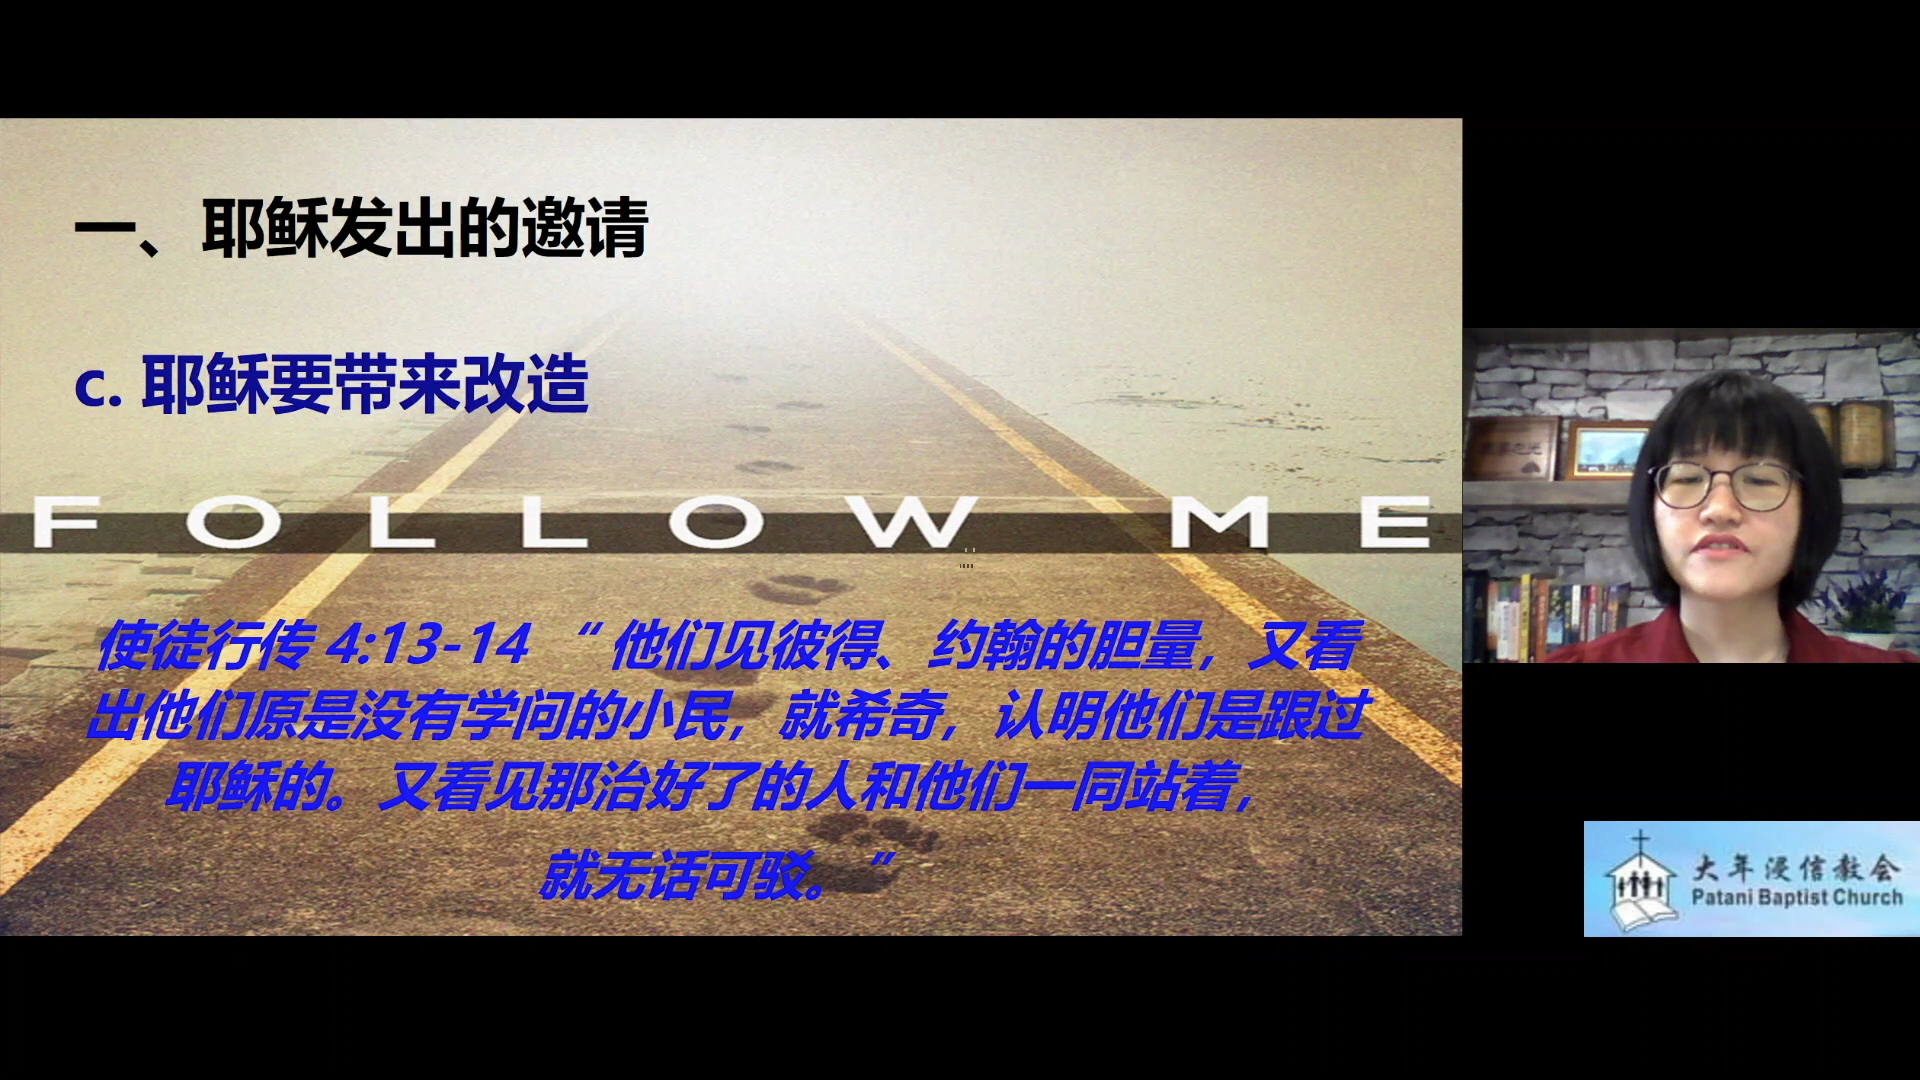 一、耶稣发出的邀请
c. 耶稣要带来改造
FOLLOW ME
使徒行传 4:13-14 “他们见彼得、约翰的胆量，又看
出他们原是没有学问的小民，就希奇，认明他们是跟过
耶稣的。又看见那治好了的人和他们一同站着，
就无话可驳。”
大年浸信教会
Patani Baptist Church